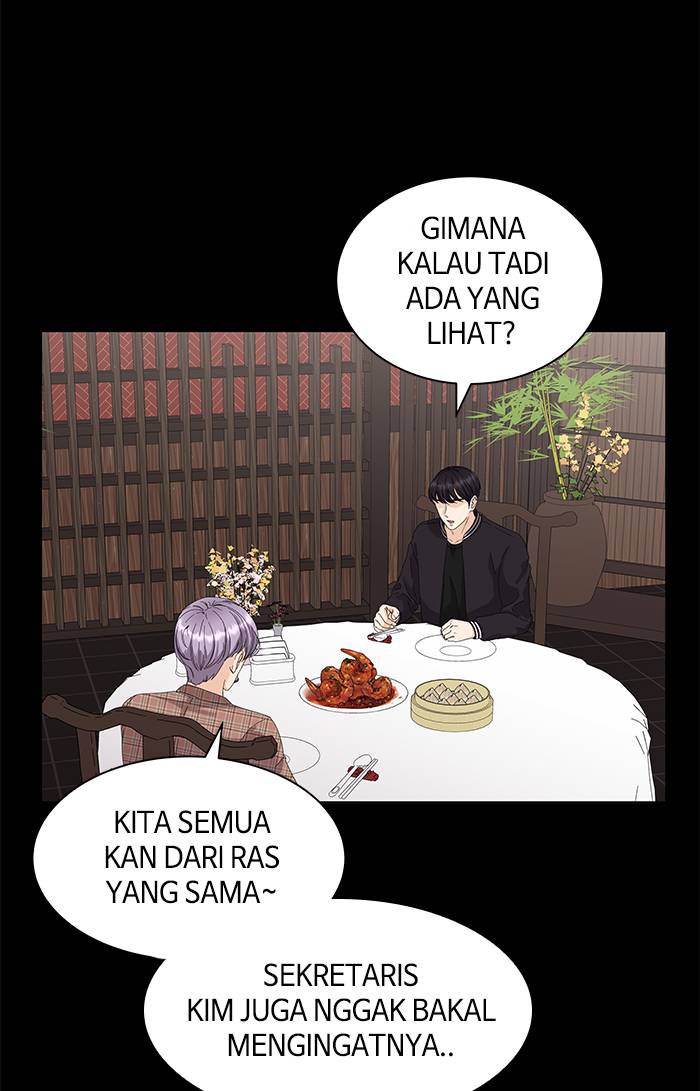 GIMANA
KALAU TADI
ADA YANG
LIHAT?
KITA SEMUA
KAN DARI RAS
YANG SAMA~
SEKRETARIS
KIM JUGA NGGAK BAKAL
MENGINGATNYA..